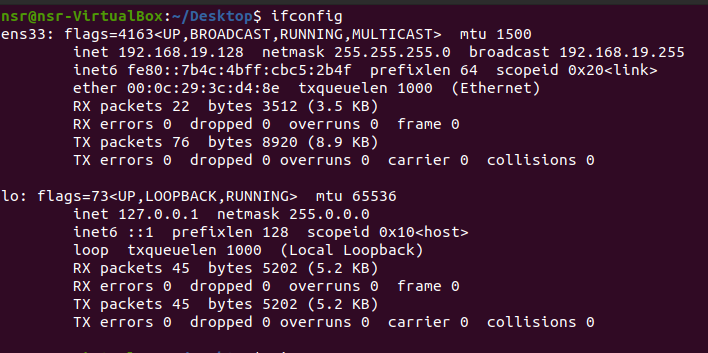 nsr@nsr-VirtualBox:~/Desktop$ ifconfig
ens33: flags=4163<UP,BROADCAST,RUNNING,MULTICAST>  mtu 1500
        inet 192.168.19.128  netmask 255.255.255.0  broadcast 192.168.19.255
        inet6 fe80::7b4c:4bff:cbc5:2b4f  prefixlen 64  scopeid 0x20<link>
        ether 00:0c:29:3c:d4:8e  txqueuelen 1000  (Ethernet)
        RX packets 22  bytes 3512 (3.5 KB)
        RX errors 0  dropped 0  overruns 0  frame 0
        TX packets 76  bytes 8920 (8.9 KB)
        TX errors 0  dropped 0 overruns 0  carrier 0  collisions 0

lo: flags=73<UP,LOOPBACK,RUNNING>  mtu 65536
        inet 127.0.0.1  netmask 255.0.0.0
        inet6 ::1  prefixlen 128  scopeid 0x10<host>
        loop  txqueuelen 1000  (Local Loopback)
        RX packets 45  bytes 5202 (5.2 KB)
        RX errors 0  dropped 0  overruns 0  frame 0
        TX packets 45  bytes 5202 (5.2 KB)
        TX errors 0  dropped 0 overruns 0  carrier 0  collisions 0